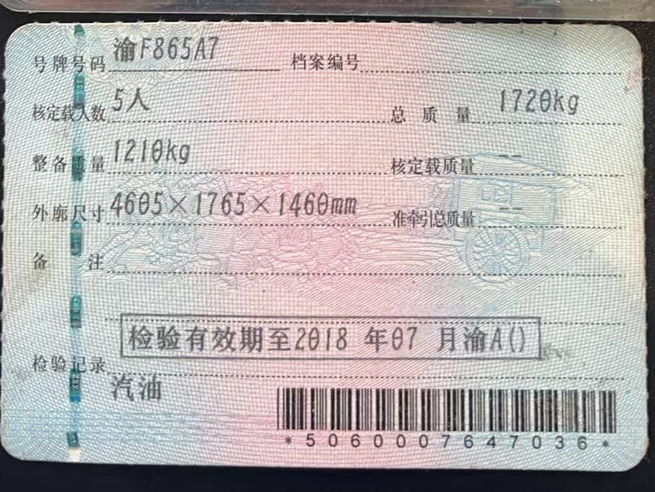 号牌号码 渝F865A7 档案编号
核定载人数 5人 总质量 1720kg
整备质量 1210kg 核定载质量 --
外廓尺寸 4605×1765×1460mm 准牵引总质量 --
备注
检验有效期至2018 年07 月渝A()
检验记录
汽油
*5060007647036*